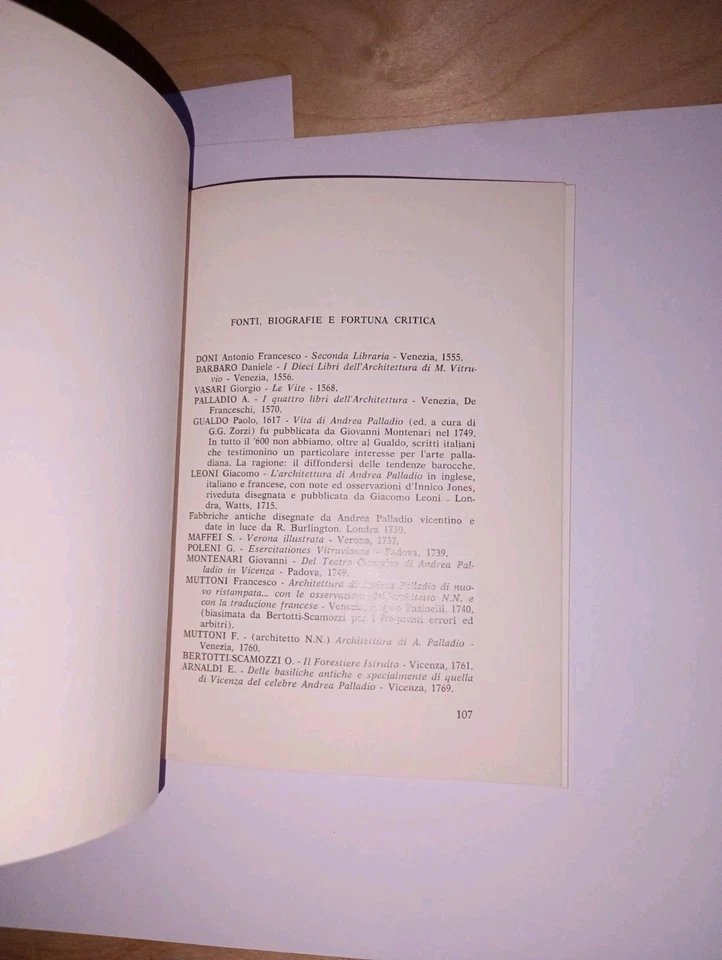 FONTI, BIOGRAFIE E FORTUNA CRITICA
DONI Antonio Francesco - Seconda Libraria - Venezia, 1555.
BARBARO Daniele - I Dieci Libri dell'Architettura di M. Vitru-
vio - Venezia, 1556.
VASARI Giorgio - Le Vite - 1568.
PALLADIO A. - I quattro libri dell'Architettura - Venezia, De
Franceschi, 1570.
GUALDO Paolo, 1617 - Vita di Andrea Palladio (ed. a cura di
G.G. Zorzi) fu pubblicata da Giovanni Montenari nel 1749.
In tutto il '600 non abbiamo, oltre al Gualdo, scritti italiani
che testimonino un particolare interesse per l'arte palla-
diana. La ragione: il diffondersi delle tendenze barocche,
LEONI Giacomo - L'architettura di Andrea Palladio in inglese,
italiano e francese, con note ed osservazioni d'Innico Jones,
riveduta disegnata e pubblicata da Giacomo Leoni - Lon-
dra, Watts, 1715.
Fabbriche antiche disegnate da Andrea Palladio vicentino e
date in luce da R. Burlington. Londra 1730.
MAFFEI S. - Verona illustrata - Verona, 1737.
POLENI G. - Esercitationes Vitruvianae - Padova, 1739.
MONTENARI Giovanni - Del Teatro Olimpico di Andrea Pal-
ladio in Vicenza - Padova, 1749.
MUTTONI Francesco - Architettura di Andrea Palladio di nuo-
vo ristampata... con le osservazioni dell'architetto N.N. e
con la traduzione francese - Venezia, Pasinelli, 1740,
(biasimata da Bertotti-Scamozzi per i frequenti errori ed
arbitri).
MUTTONI F. - (architetto N.N.) Architettura di A. Palladio -
Venezia, 1760.
BERTOTTI-SCAMOZZI O. - Il Forestiere Istruito - Vicenza, 1761.
ARNALDI E. - Delle basiliche antiche e specialmente di quella
di Vicenza del celebre Andrea Palladio - Vicenza, 1769.
107